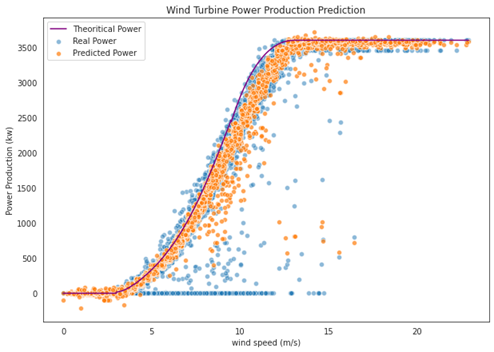 Wind Turbine Power Production Prediction
Theoritical Power
Real Power
Predicted Power
Power Production (kw)
3500
3000
2500
2000
1500
1000
500
0
0 5 10 15 20
wind speed (m/s)